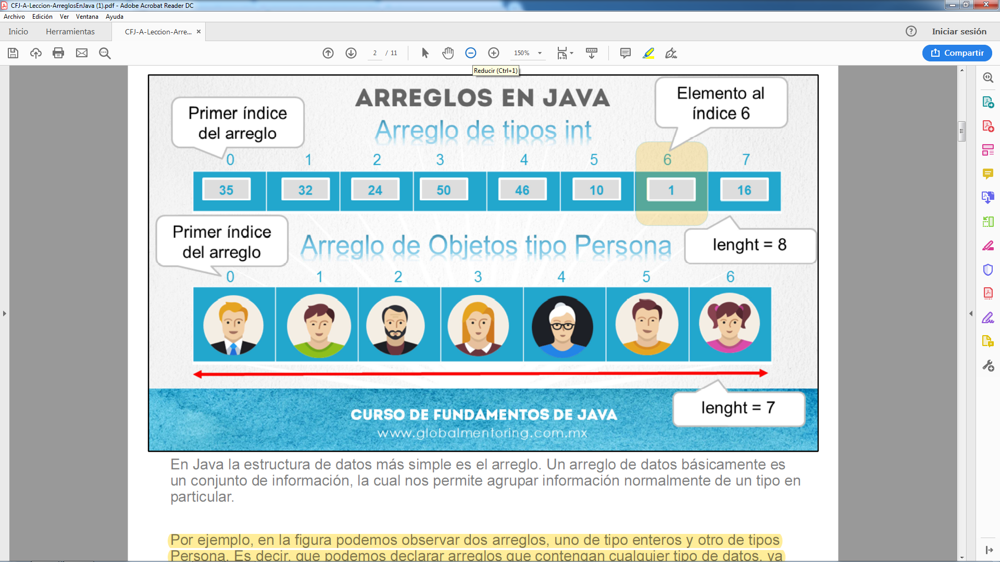 CFJ-A-Leccion-ArreglosEnJava (1).pdf - Adobe Acrobat Reader DC
Archivo Edición Ver Ventana Ayuda
Inicio Herramientas CFJ-A-Leccion-Arre... × ? Iniciar sesión
2 / 11 150% Compartir
Reducir (Ctrl+1)
ARREGLOS EN JAVA
Arreglo de tipos int
Primer índice
del arreglo
Elemento al
índice 6
0 1 2 3 4 5 6 7
35 32 24 50 46 10 1 16
lenght = 8
Primer índice
del arreglo
Arreglo de Objetos tipo Persona
0 1 2 3 4 5 6
lenght = 7
CURSO DE FUNDAMENTOS DE JAVA
www.globalmentoring.com.mx
En Java la estructura de datos más simple es el arreglo. Un arreglo de datos básicamente es
un conjunto de información, la cual nos permite agrupar información normalmente de un tipo en
particular.
Por ejemplo, en la figura podemos observar dos arreglos, uno de tipo enteros y otro de tipos
Persona. Es decir, que podemos declarar arreglos que contengan cualquier tipo de datos, ya